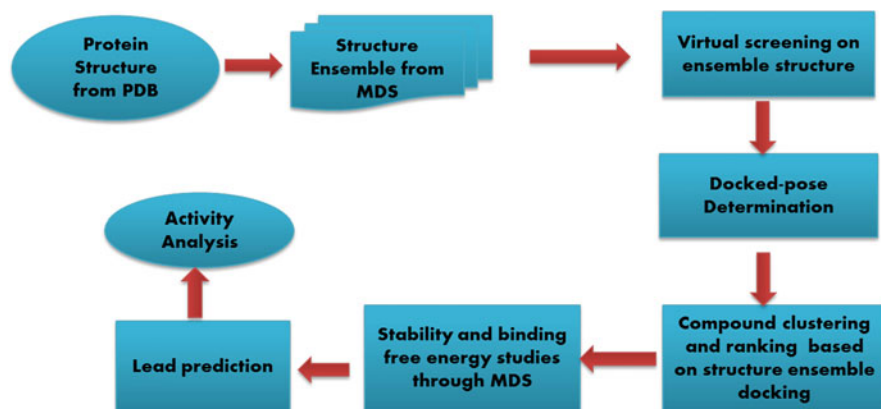 Protein
Structure
from PDB
Structure
Ensemble from
MDS
Virtual screening on
ensemble structure
Docked-pose
Determination
Compound clustering
and ranking based
on structure ensemble
docking
Stability and binding
free energy studies
through MDS
Lead prediction
Activity
Analysis